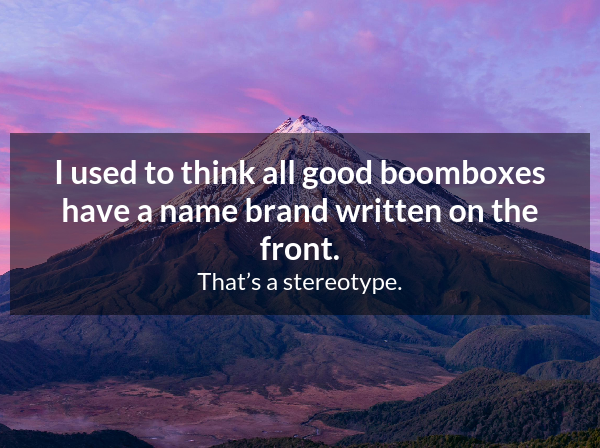 I used to think all good boomboxes
have a name brand written on the
front.
That’s a stereotype.